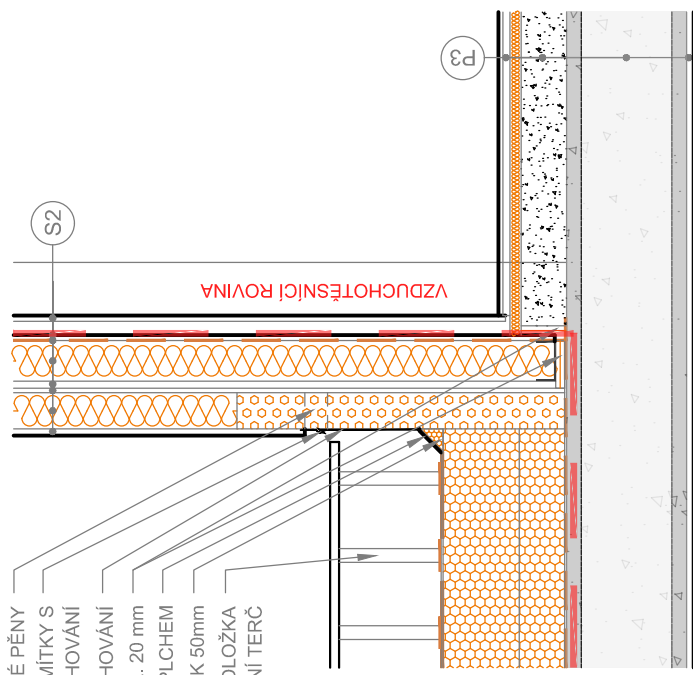 P3
S2
VZDUCHOTĚSNÍCÍ ROVINA
É PĚNY
MÍTKY S
HOVÁNÍ
HOVÁNÍ
. 20 mm
PLCHEM
K 50mm
OLOŽKA
NÍ TERČ